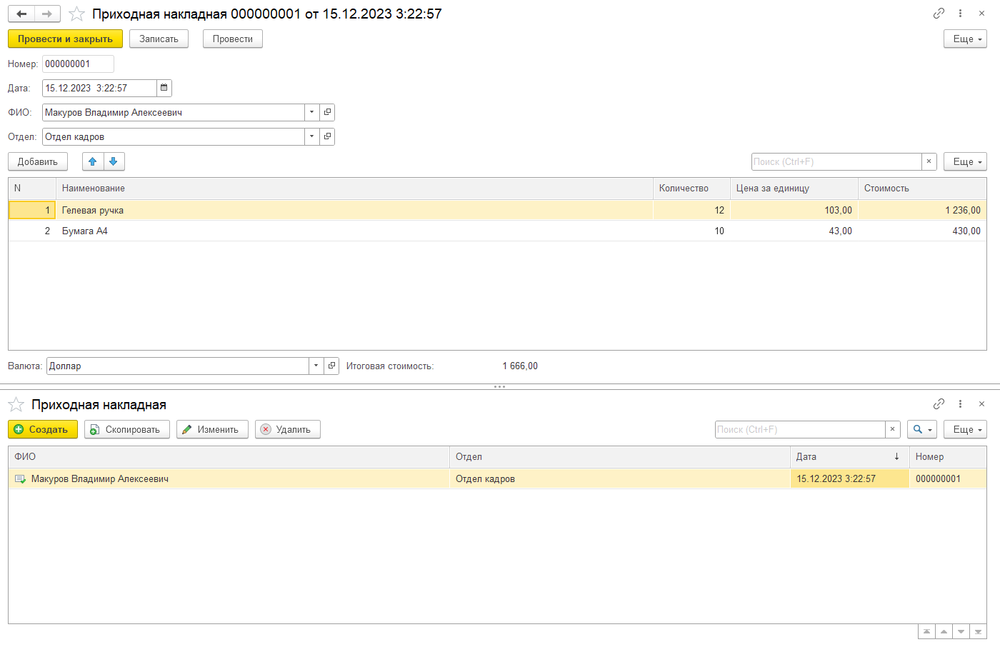 Приходная накладная 000000001 от 15.12.2023 3:22:57
Провести и закрыть Записать Провести Еще
Номер: 000000001
Дата: 15.12.2023 3:22:57
ФИО: Макуров Владимир Алексеевич
Отдел: Отдел кадров
Добавить Поиск (Ctrl+F) × Еще
N Наименование Количество Цена за единицу Стоимость
1 Гелевая ручка 12 103,00 1 236,00
2 Бумага А4 10 43,00 430,00
Валюта: Доллар Итоговая стоимость: 1 666,00
Приходная накладная
Создать Скопировать Изменить Удалить Поиск (Ctrl+F) × Еще
ФИО Отдел Дата ↓ Номер
Макуров Владимир Алексеевич Отдел кадров 15.12.2023 3:22:57 000000001